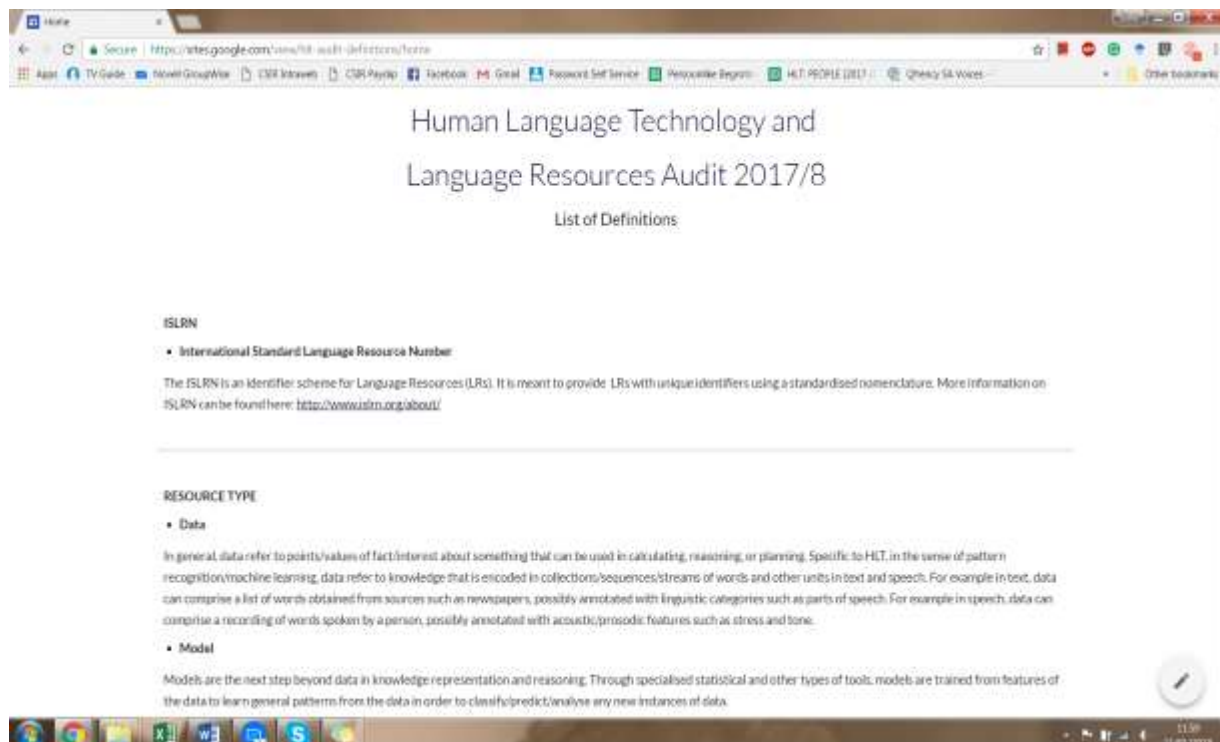 Home
Secure https://sites.google.com/view/hlt-audit-definitions/home
Apps TV Guide Novell GroupWise CSIR Intraweb CSIR Payslip Facebook Gmail Password Self Service HLT PEOPLE (2017 Qfrency SA Voices Other bookmarks
Human Language Technology and
Language Resources Audit 2017/8
List of Definitions
ISLRN
• International Standard Language Resource Number
The ISLRN is an identifier scheme for Language Resources (LRs). It is meant to provide LRs with unique identifiers using a standardised nomenclature. More information on
ISLRN can be found here: http://www.islrn.org/about/
RESOURCE TYPE
• Data
In general, data refer to points/values of fact/interest about something that can be used in calculating, reasoning, or planning. Specific to HLT, in the sense of pattern
recognition/machine learning, data refer to knowledge that is encoded in collections/sequences/streams of words and other units in text and speech. For example in text, data
can comprise a list of words obtained from sources such as newspapers, possibly annotated with linguistic categories such as parts of speech. For example in speech, data can
comprise a recording of words spoken by a person, possibly annotated with acoustic/prosodic features such as stress and tone.
• Model
Models are the next step beyond data in knowledge representation and reasoning. Through specialised statistical and other types of tools, models are trained from features of
the data to learn general patterns from the data in order to classify/predict/analyse any new instances of data.
11:59